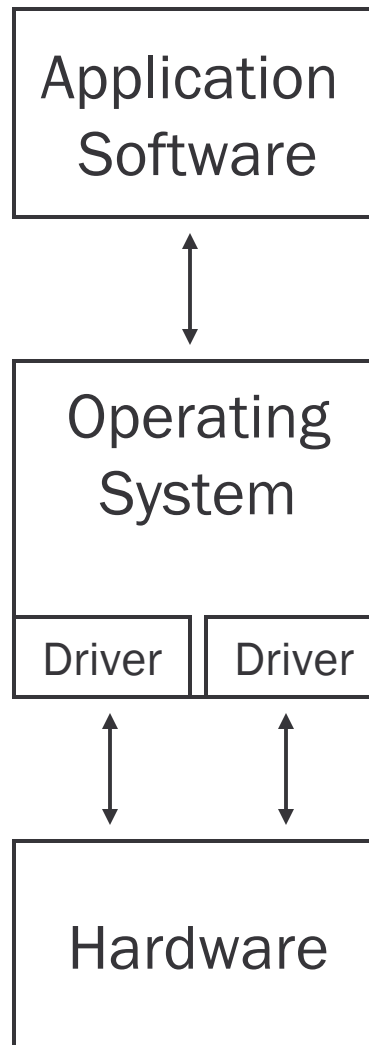 Application
Software
Operating
System
Driver Driver
Hardware